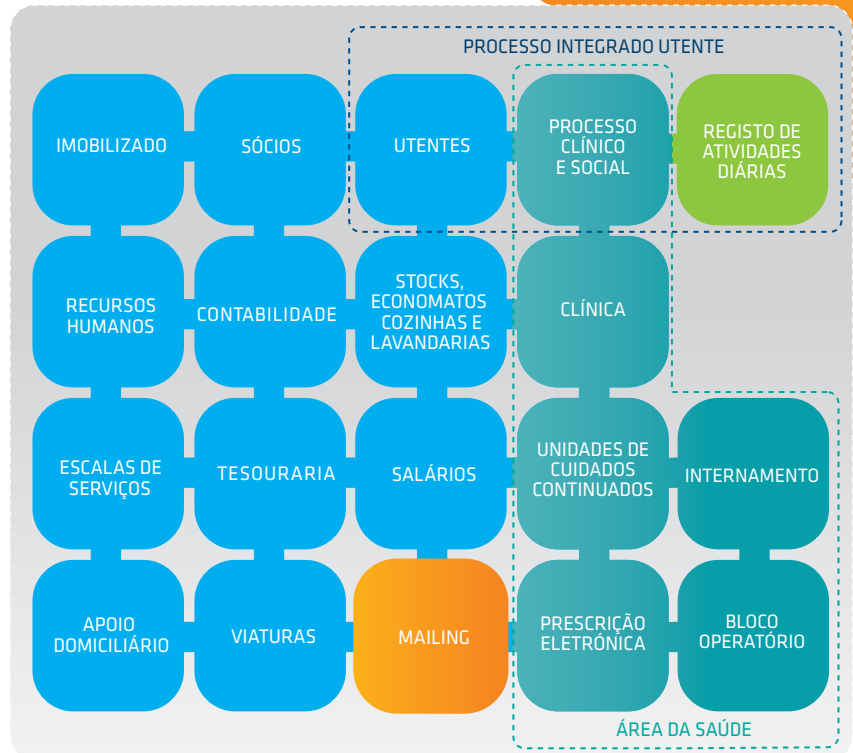 PROCESSO INTEGRADO UTENTE
IMOBILIZADO
SÓCIOS
UTENTES
PROCESSO
CLÍNICO
E SOCIAL
REGISTO DE
ATIVIDADES
DIÁRIAS
RECURSOS
HUMANOS
CONTABILIDADE
STOCKS,
ECONOMATOS
COZINHAS E
LAVANDARIAS
CLÍNICA
ESCALAS DE
SERVIÇOS
TESOURARIA
SALÁRIOS
UNIDADES DE
CUIDADOS
CONTINUADOS
INTERNAMENTO
APOIO
DOMICILIÁRIO
VIATURAS
MAILING
PRESCRIÇÃO
ELETRÓNICA
BLOCO
OPERATÓRIO
ÁREA DA SAÚDE